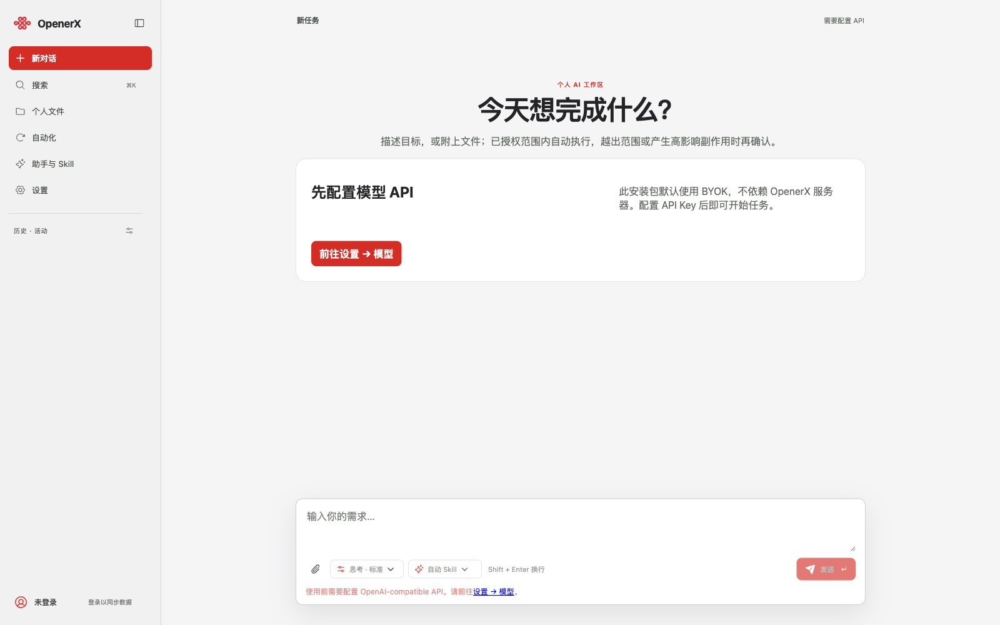 OpenerX
新对话
搜索 ⌘K
个人文件
自动化
助手与 Skill
设置
历史 · 活动
未登录 登录以同步数据
新任务 需要配置 API
个人 AI 工作区
今天想完成什么？
描述目标，或附上文件；已授权范围内自动执行，越出范围或产生高影响副作用时再确认。
先配置模型 API
此安装包默认使用 BYOK，不依赖 OpenerX 服务
器。配置 API Key 后即可开始任务。
前往设置 → 模型
输入你的需求...
思考 · 标准 自动 Skill Shift + Enter 换行 发送 ↵
使用前需要配置 OpenAI-compatible API。请前往设置 → 模型。